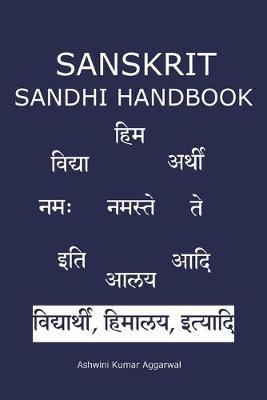 SANSKRIT
SANDHI HANDBOOK
हिम
विद्या अर्थी
नमः नमस्ते ते
इति आदि
आलय
विद्यार्थी, हिमालय, इत्यादि
Ashwini Kumar Aggarwal